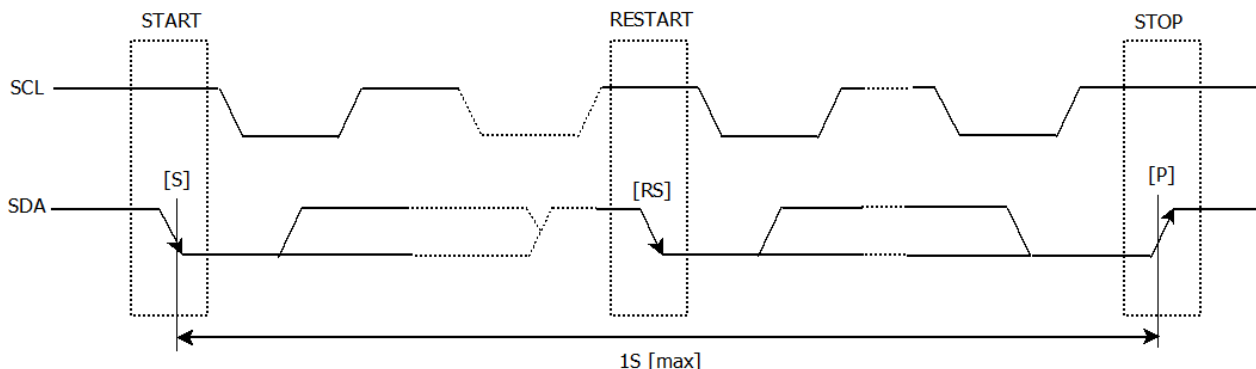 START RESTART STOP
SCL
[S] [RS] [P]
SDA
1S [max]